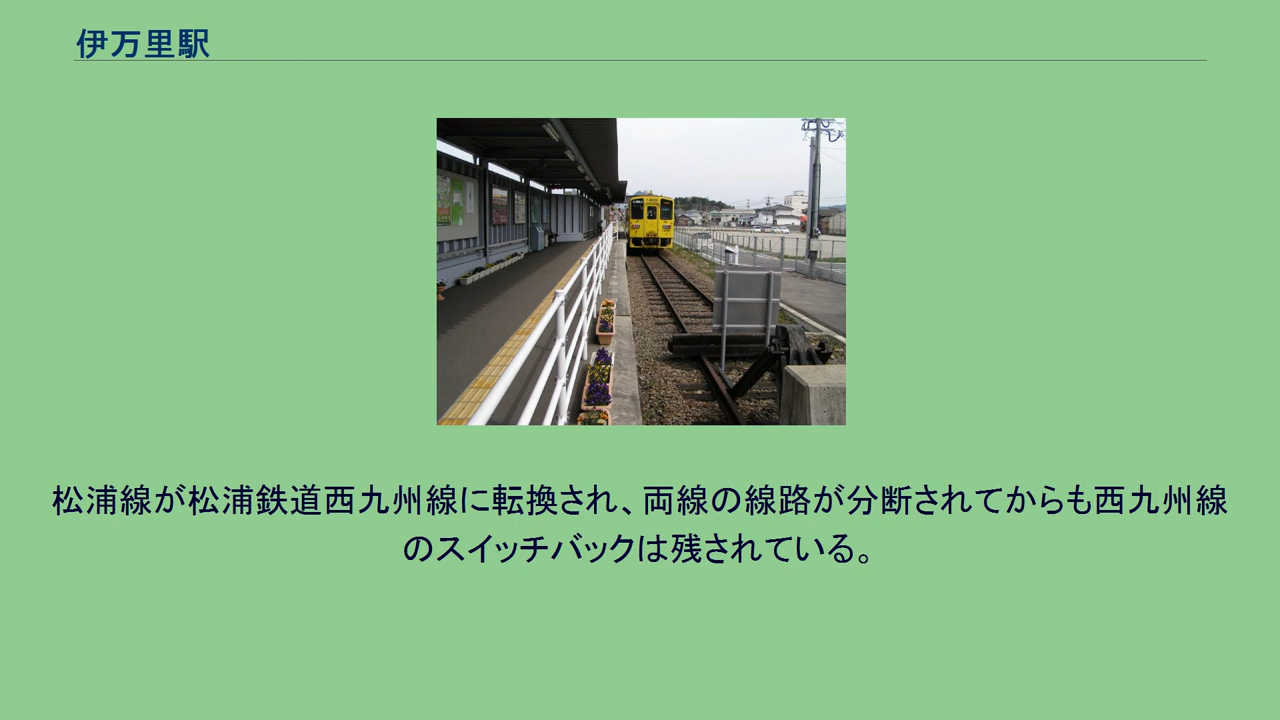 伊万里駅
松浦線が松浦鉄道西九州線に転換され、両線の線路が分断されてからも西九州線
のスイッチバックは残されている。